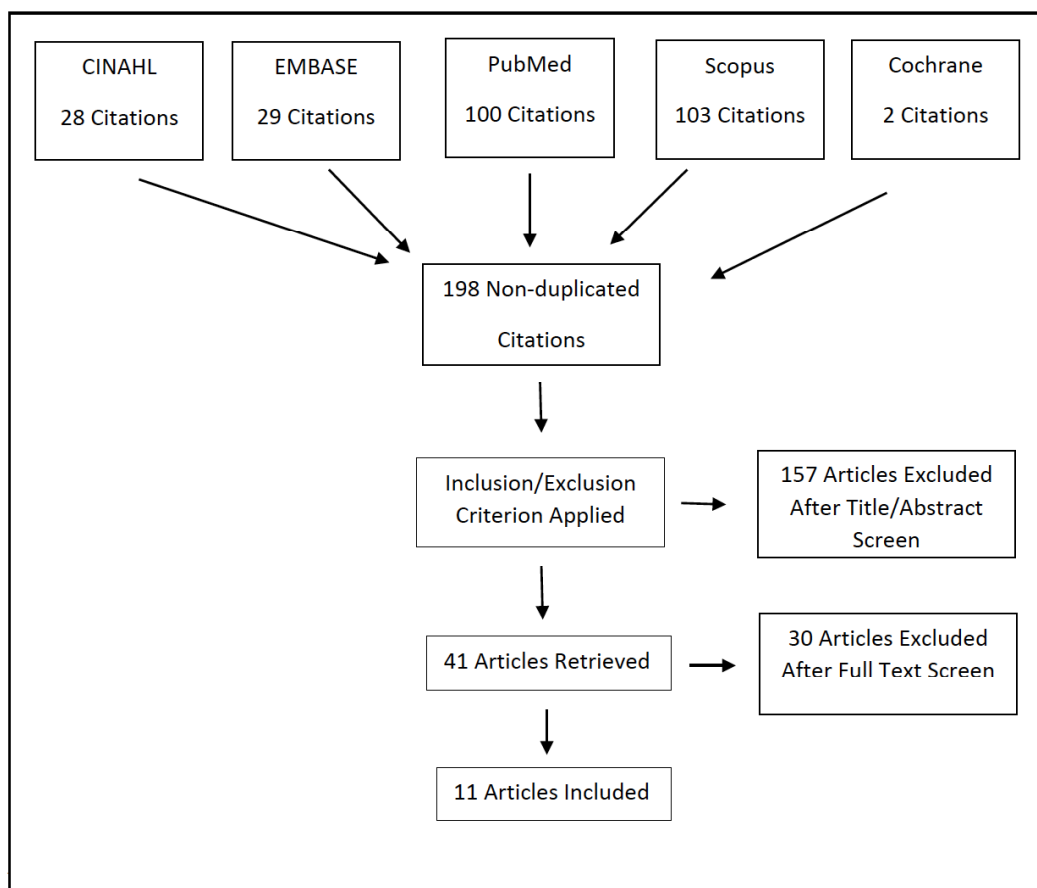 CINAHL
28 Citations
EMBASE
29 Citations
PubMed
100 Citations
Scopus
103 Citations
Cochrane
2 Citations
198 Non-duplicated
Citations
Inclusion/Exclusion
Criterion Applied
157 Articles Excluded
After Title/Abstract
Screen
41 Articles Retrieved
30 Articles Excluded
After Full Text Screen
11 Articles Included